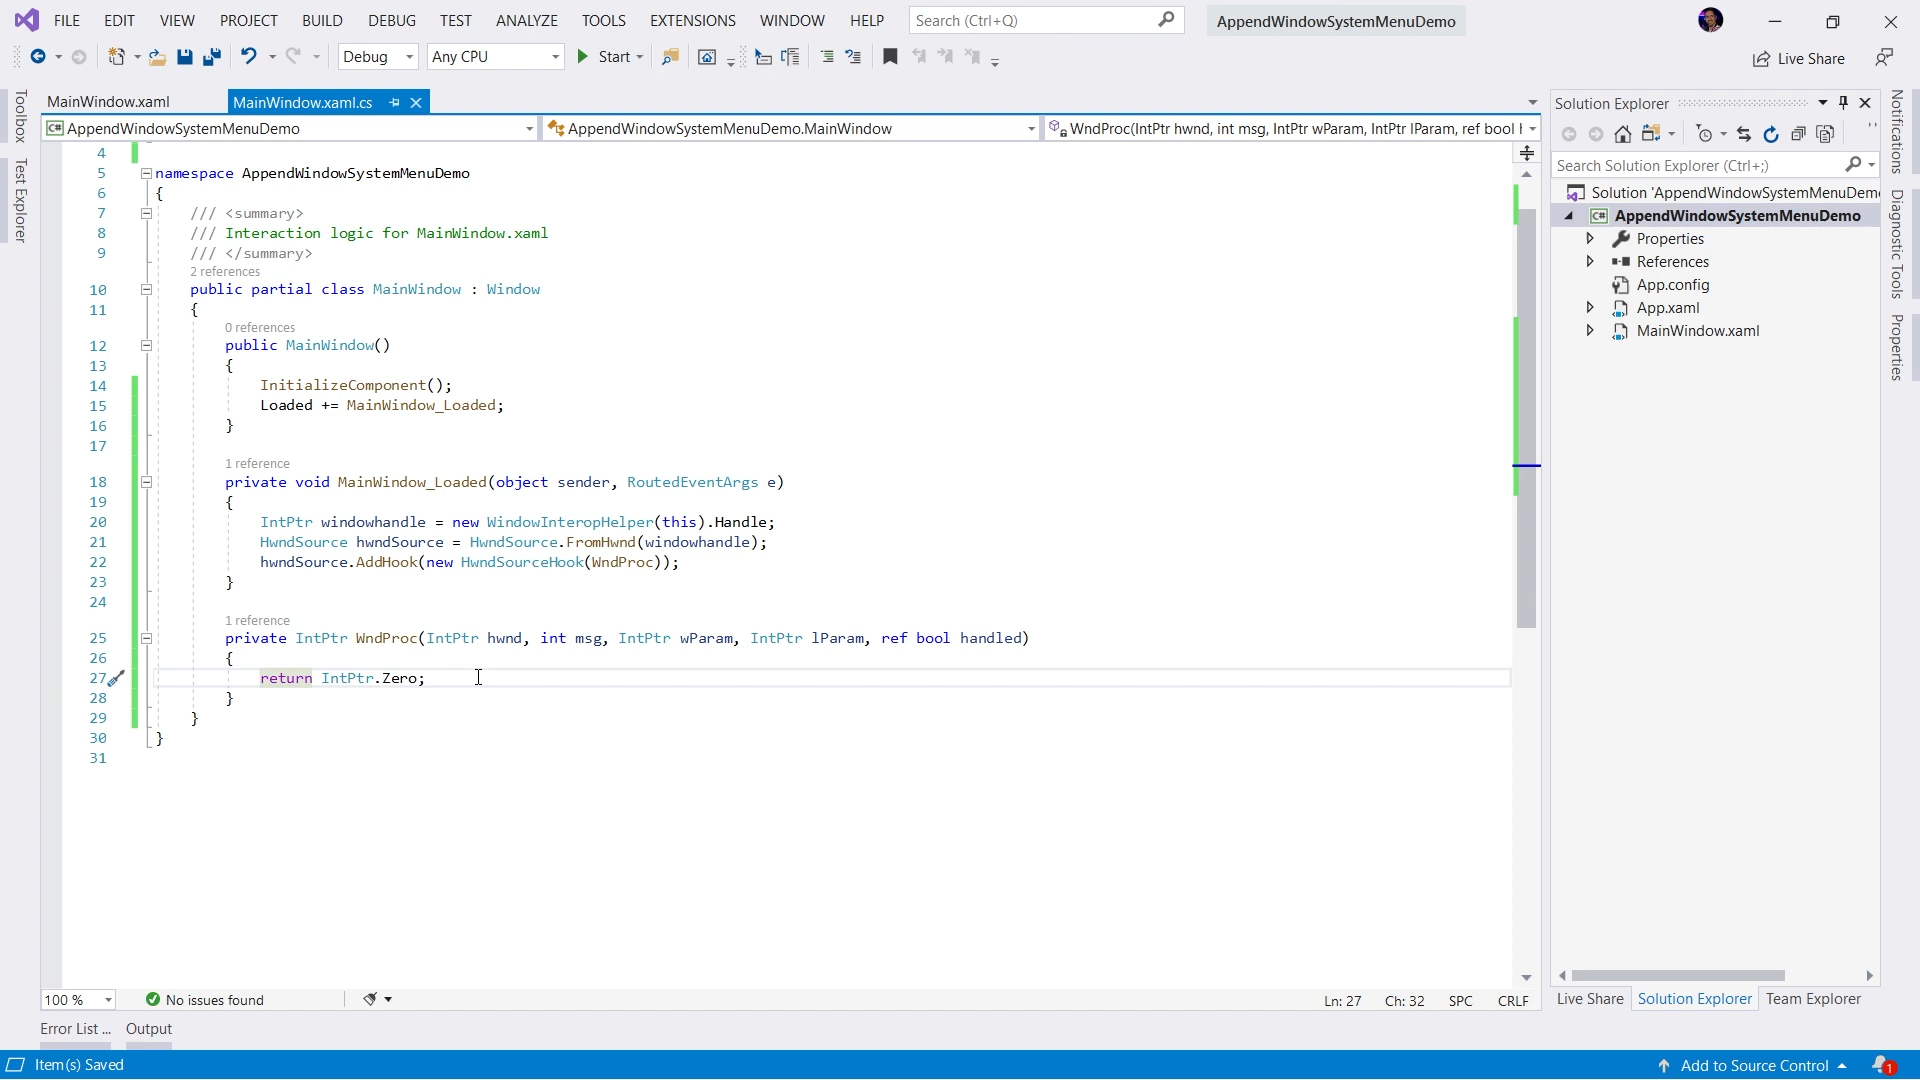 FILE EDIT VIEW PROJECT BUILD DEBUG TEST ANALYZE TOOLS EXTENSIONS WINDOW HELP Search (Ctrl+Q) AppendWindowSystemMenuDemo
Debug Any CPU Start Live Share
Toolbox
Test Explorer
MainWindow.xaml MainWindow.xaml.cs
AppendWindowSystemMenuDemo AppendWindowSystemMenuDemo.MainWindow WndProc(IntPtr hwnd, int msg, IntPtr wParam, IntPtr lParam, ref bool
4
5 namespace AppendWindowSystemMenuDemo
6 {
7 /// <summary>
8 /// Interaction logic for MainWindow.xaml
9 /// </summary>
2 references
10 public partial class MainWindow : Window
11 {
0 references
12 public MainWindow()
13 {
14 InitializeComponent();
15 Loaded += MainWindow_Loaded;
16 }
17
1 reference
18 private void MainWindow_Loaded(object sender, RoutedEventArgs e)
19 {
20 IntPtr windowhandle = new WindowInteropHelper(this).Handle;
21 HwndSource hwndSource = HwndSource.FromHwnd(windowhandle);
22 hwndSource.AddHook(new HwndSourceHook(WndProc));
23 }
24
1 reference
25 private IntPtr WndProc(IntPtr hwnd, int msg, IntPtr wParam, IntPtr lParam, ref bool handled)
26 {
27 return IntPtr.Zero;
28 }
29 }
30 }
31
100 % No issues found Ln: 27 Ch: 32 SPC CRLF
Error List ... Output
Solution Explorer
Search Solution Explorer (Ctrl+;)
Solution 'AppendWindowSystemMenuDem
AppendWindowSystemMenuDemo
Properties
References
App.config
App.xaml
MainWindow.xaml
Live Share Solution Explorer Team Explorer
Notifications
Diagnostic Tools
Properties
Item(s) Saved Add to Source Control 1